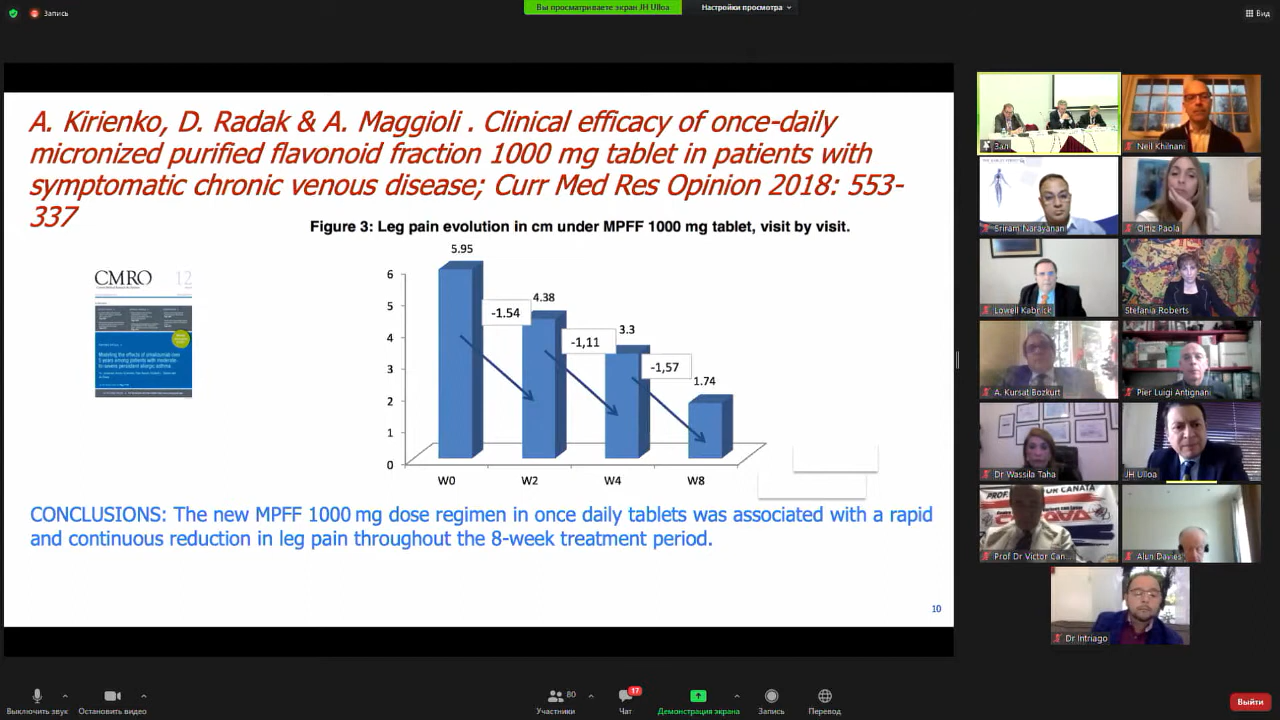 Запись
Вы просматриваете экран JH Ulloa
Настройки просмотра
Вид
A. Kirienko, D. Radak & A. Maggioli . Clinical efficacy of once-daily
micronized purified flavonoid fraction 1000 mg tablet in patients with
symptomatic chronic venous disease; Curr Med Res Opinion 2018: 553-
337
Figure 3: Leg pain evolution in cm under MPFF 1000 mg tablet, visit by visit.
CMRO 12
5.95
4.38
3.3
1.74
-1.54
-1,11
-1,57
6
5
4
3
2
1
0
W0 W2 W4 W8
CONCLUSIONS: The new MPFF 1000 mg dose regimen in once daily tablets was associated with a rapid
and continuous reduction in leg pain throughout the 8-week treatment period.
10
Зал
Neil Khilnani
Sriram Narayanan
Ortiz Paola
Lowell Kabnick
Stefania Roberts
A. Kursat Bozkurt
Pier Luigi Antignani
Dr Wassila Taha
JH Ulloa
Prof Dr Victor Can...
Alun Davies
Dr Intriago
Выключить звук
Остановить видео
80
Участники
17
Чат
Демонстрация экрана
Запись
Перевод
Выйти